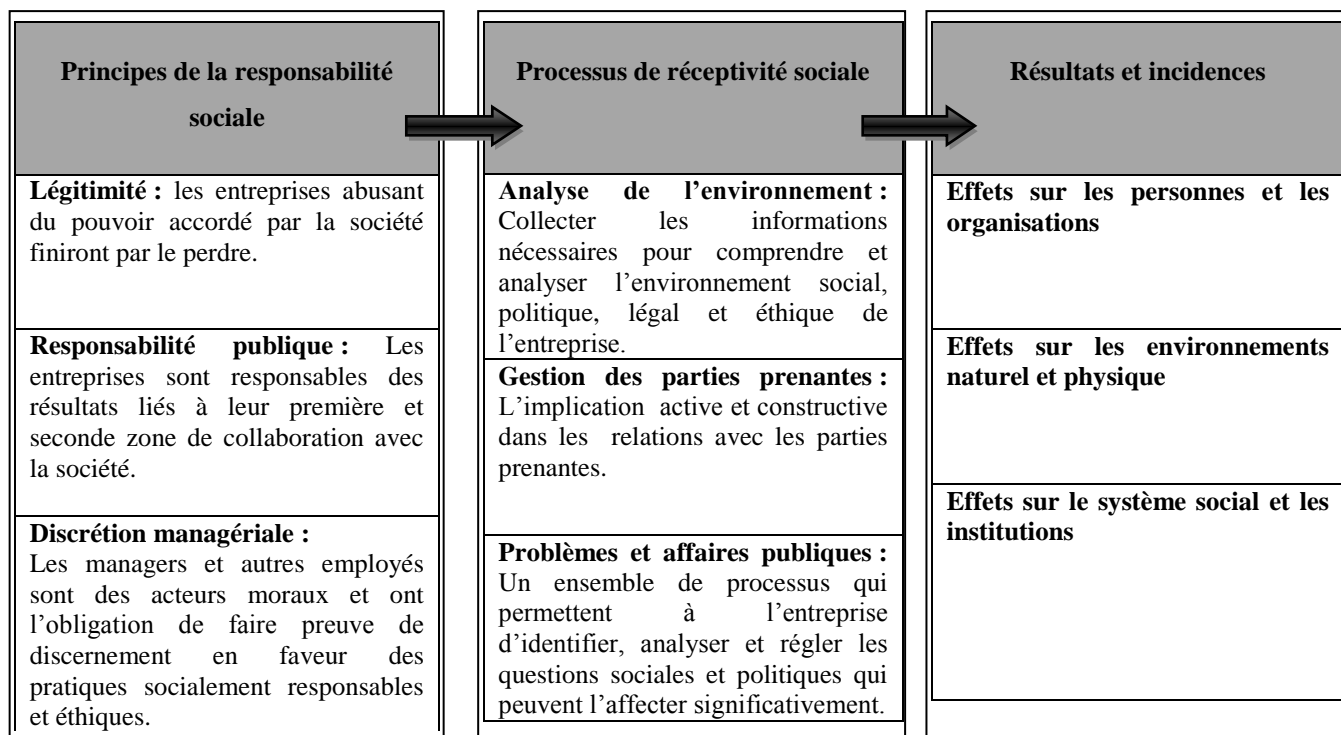 Principes de la responsabilité
sociale
Légitimité : les entreprises abusant
du pouvoir accordé par la société
finiront par le perdre.
Responsabilité publique : Les
entreprises sont responsables des
résultats liés à leur première et
seconde zone de collaboration avec
la société.
Discrétion managériale :
Les managers et autres employés
sont des acteurs moraux et ont
l’obligation de faire preuve de
discernement en faveur des
pratiques socialement responsables
et éthiques.
Processus de réceptivité sociale
Analyse de l’environnement :
Collecter les informations
nécessaires pour comprendre et
analyser l’environnement social,
politique, légal et éthique de
l’entreprise.
Gestion des parties prenantes :
L’implication active et constructive
dans les relations avec les parties
prenantes.
Problèmes et affaires publiques :
Un ensemble de processus qui
permettent à l’entreprise
d’identifier, analyser et régler les
questions sociales et politiques qui
peuvent l’affecter significativement.
Résultats et incidences
Effets sur les personnes et les
organisations
Effets sur les environnements
naturel et physique
Effets sur le système social et les
institutions